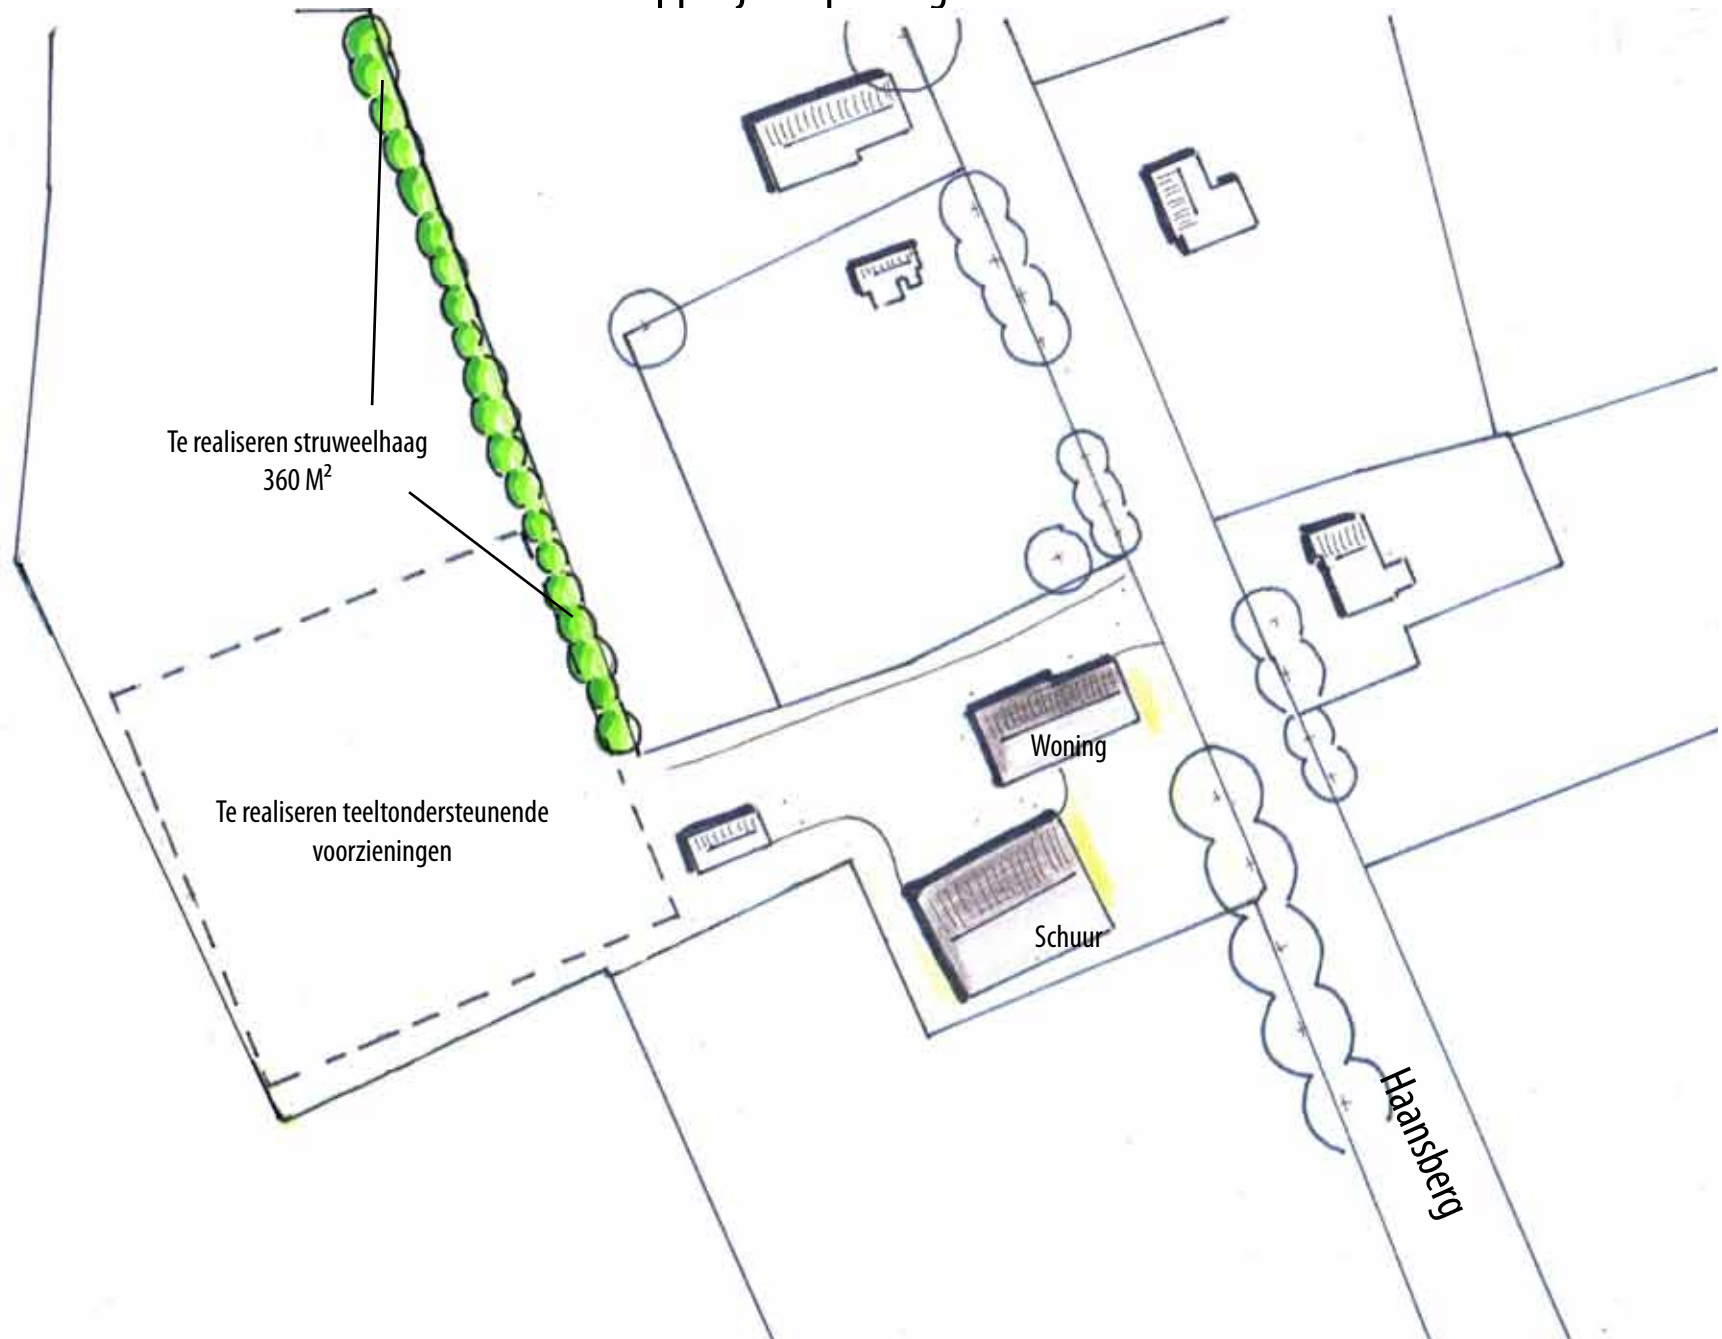 Te realiseren struweelhaag
360 M²
Woning
Te realiseren teeltondersteunende
voorzieningen
Schuur
Haansberg